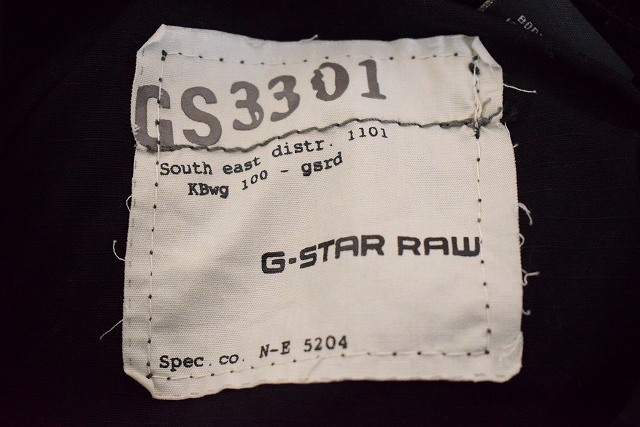 GS3301
South east distr. 1101
KBwg 100 - gsrd
G-STAR RAW
Spec.co. N-E 5204